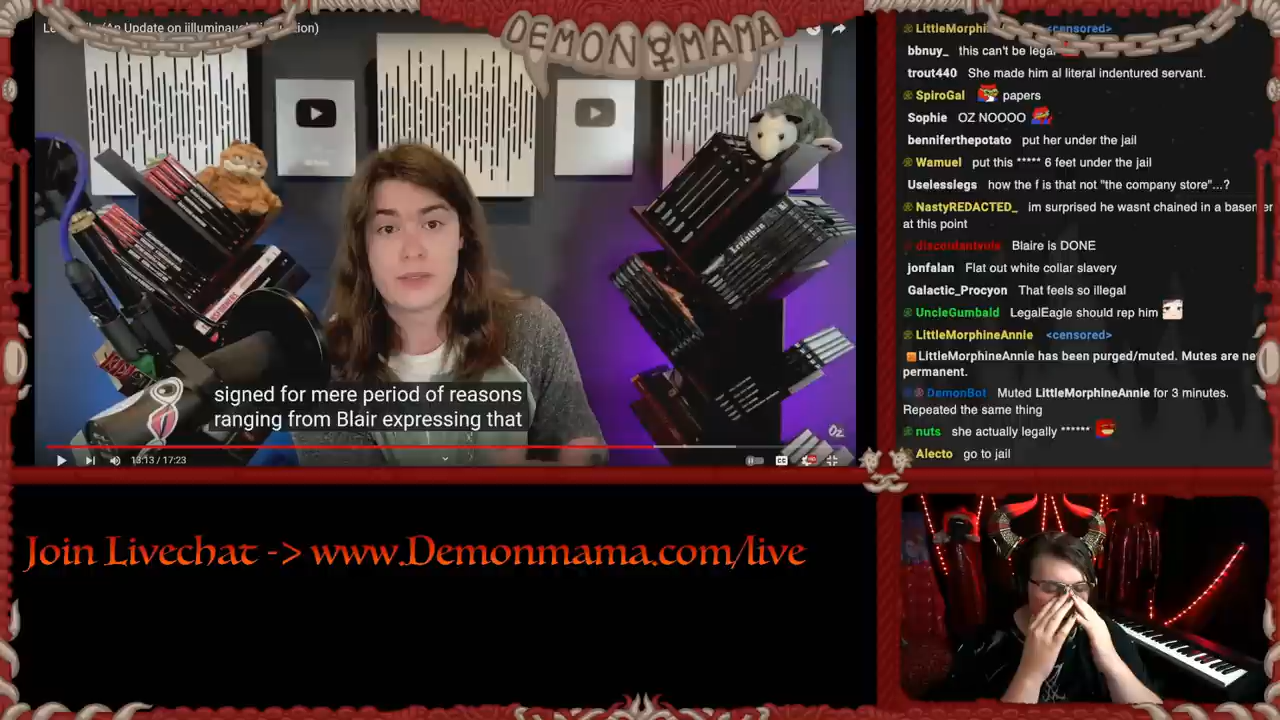 DEMON MAMA
An Update on
signed for mere period of reasons
ranging from Blair expressing that
13:13 / 17:23
CC
Leviathan
Join Livechat -> www.Demonmama.com/live
<censored>
bbnuy_ this can't be legal
trout440 She made him al literal indentured servant.
SpiroGal papers
Sophie OZ NOOOO
benniferthepotato put her under the jail
Wamuel put this ***** 6 feet under the jail
Uselesslegs how the f is that not "the company store"...?
NastyREDACTED_ im surprised he wasnt chained in a basemer
at this point
discordantvole Blaire is DONE
jonfalan Flat out white collar slavery
Galactic_Procyon That feels so illegal
UncleGumbald LegalEagle should rep him
LittleMorphineAnnie <censored>
LittleMorphineAnnie has been purged/muted. Mutes are ne
permanent.
DemonBot Muted LittleMorphineAnnie for 3 minutes.
Repeated the same thing
nuts she actually legally ******
Alecto go to jail